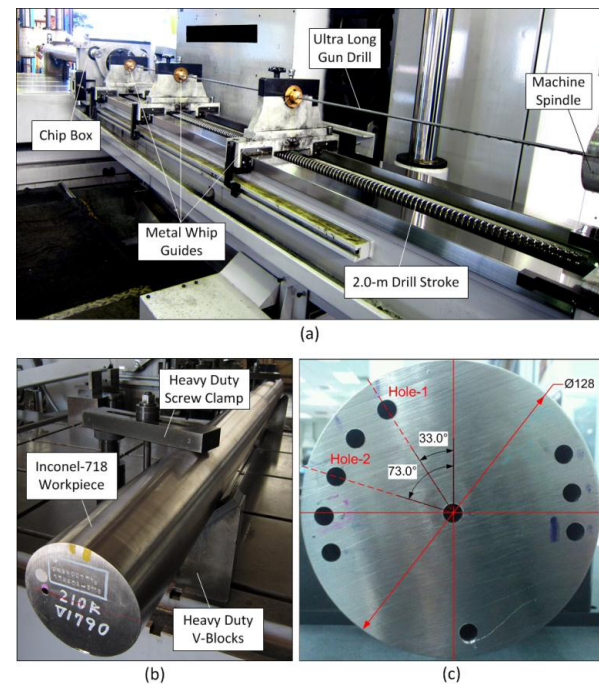 Ultra Long
Gun Drill
Machine
Spindle
Chip Box
Metal Whip
Guides
2.0-m Drill Stroke
(a)
Heavy Duty
Screw Clamp
Inconel-718
Workpiece
210K
V1790
Heavy Duty
V-Blocks
(b)
Hole-1
Ø128
33.0°
Hole-2
73.0°
(c)